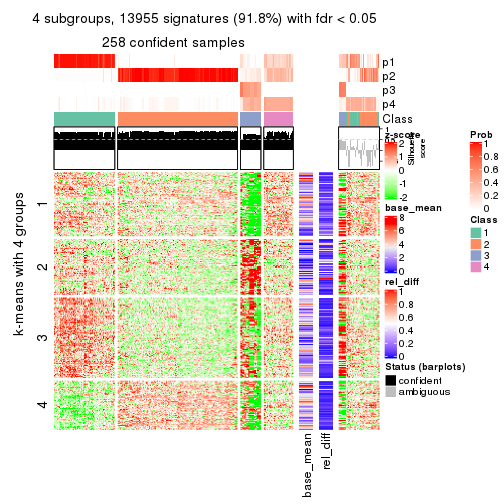 4 subgroups, 13955 signatures (91.8%) with fdr < 0.05
258 confident samples
p1
p2
p3
p4
Class
z-score
2
1
0
-1
-2
1
0
Silhouette
score
Prob
1
0.8
0.6
0.4
0.2
0
base_mean
8
6
4
2
0
Class
1
2
3
4
rel_diff
1
0.8
0.6
0.4
0.2
0
Status (barplots)
confident
ambiguous
k-means with 4 groups
1
2
3
4
base_mean
rel_diff